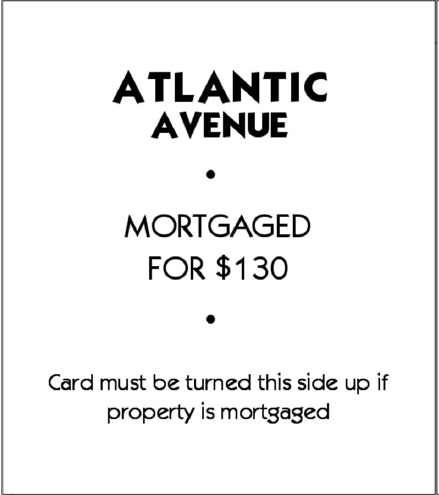 ATLANTIC
AVENUE
•
MORTGAGED
FOR $130
•
Card must be turned this side up if
property is mortgaged